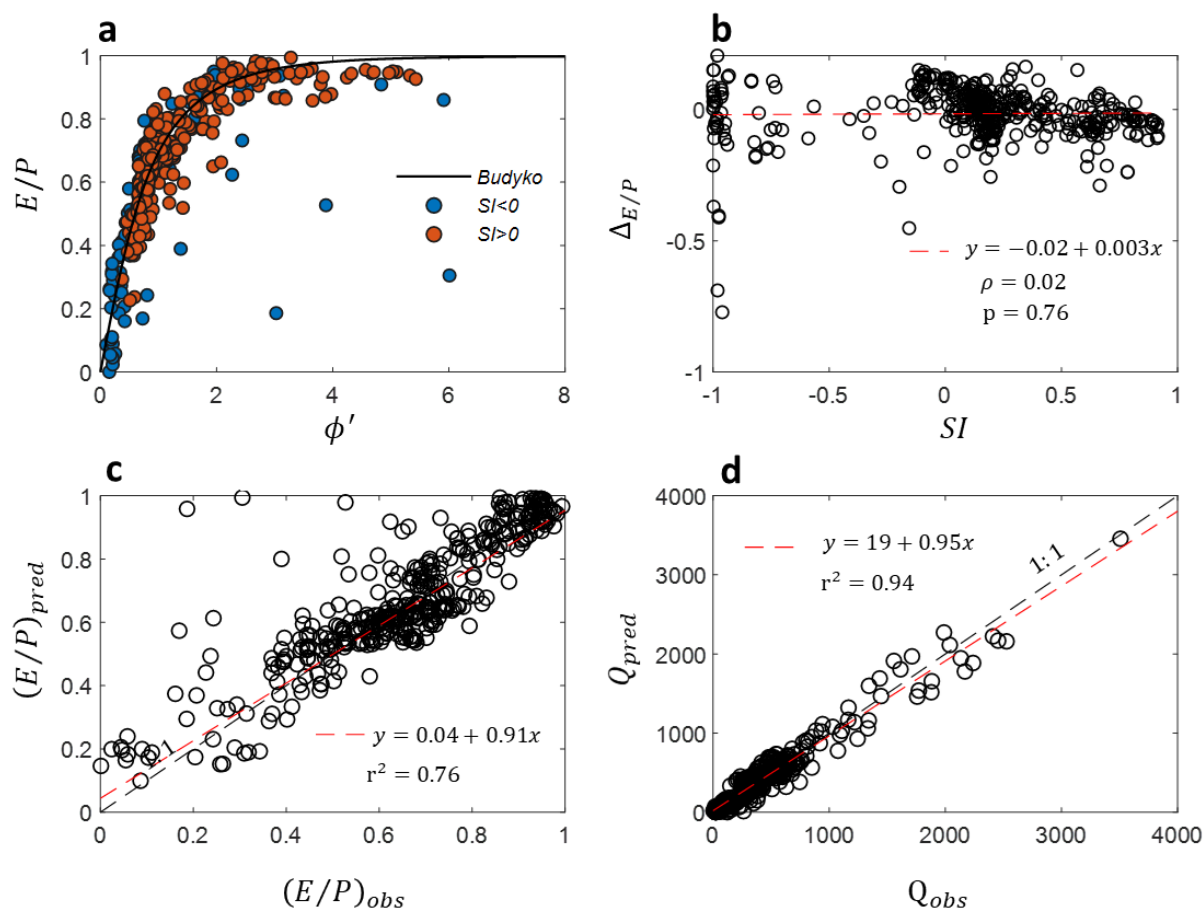 a
1
0.8
0.6
0.4
0.2
0
E/P
Budyko
SI<0
SI>0
0 2 4 6 8
ϕ′
b
0
-0.5
-1
Δ_{E/P}
y = −0.02 + 0.003x
ρ = 0.02
p = 0.76
-1 -0.5 0 0.5 1
SI
c
1
0.8
0.6
0.4
0.2
0
(E/P)_{pred}
y = 0.04 + 0.91x
r² = 0.76
0 0.2 0.4 0.6 0.8 1
(E/P)_{obs}
d
4000
3000
2000
1000
0
Q_{pred}
y = 19 + 0.95x
r² = 0.94
1:1
0 1000 2000 3000 4000
Q_{obs}